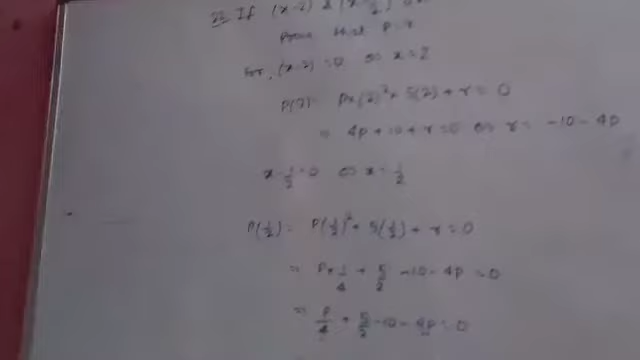 22. If (x-2) & (x-1/2)
Prove that P=r
For, (x-2)=0 ⇔ x=2
P(2)= P×(2)²+5(2)+r=0
= 4P+10+r=0 ⇔ r= -10-4P
x-1/2=0 ⇔ x=1/2
P(1/2)= P(1/2)²+5(1/2)+r=0
= P×1/4+5/2-10-4P=0
= P/4+5/2-10-4P=0